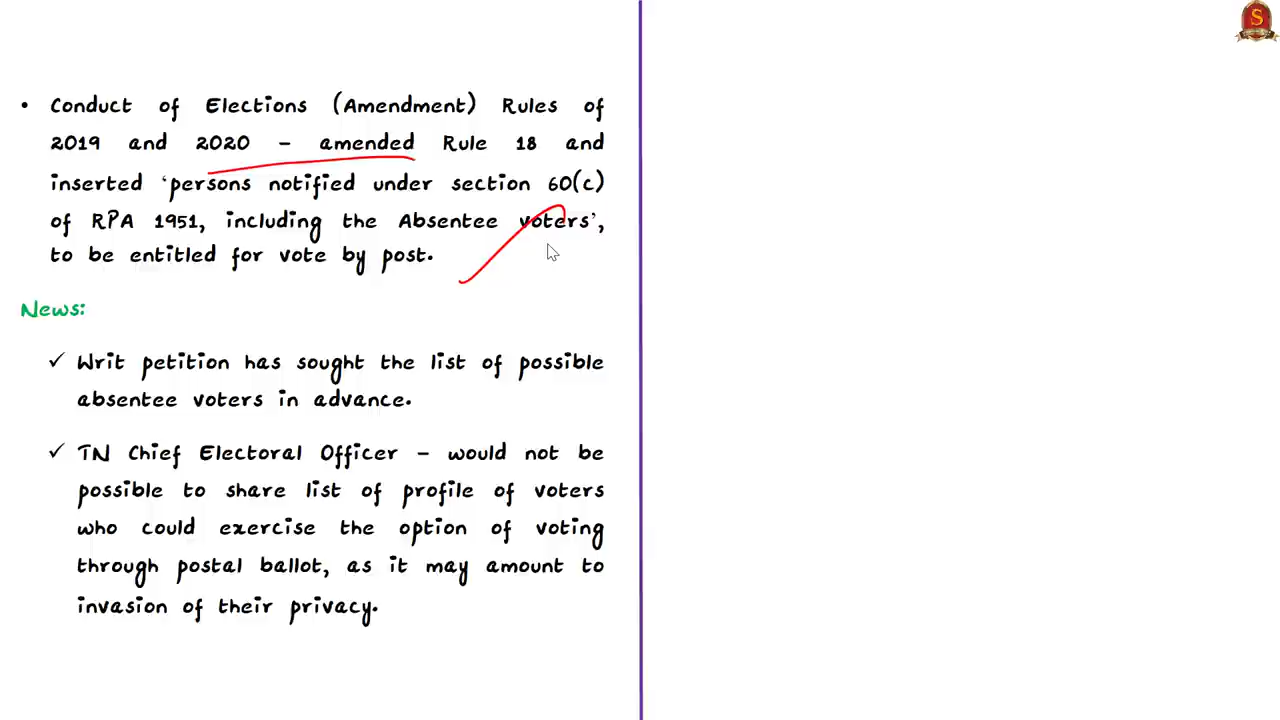 • Conduct of Elections (Amendment) Rules of
2019 and 2020 – amended Rule 18 and
inserted ‘persons notified under section 60(c)
of RPA 1951, including the Absentee voters’,
to be entitled for vote by post.
News:
✓ Writ petition has sought the list of possible
absentee voters in advance.
✓ TN Chief Electoral Officer – would not be
possible to share list of profile of voters
who could exercise the option of voting
through postal ballot, as it may amount to
invasion of their privacy.
S